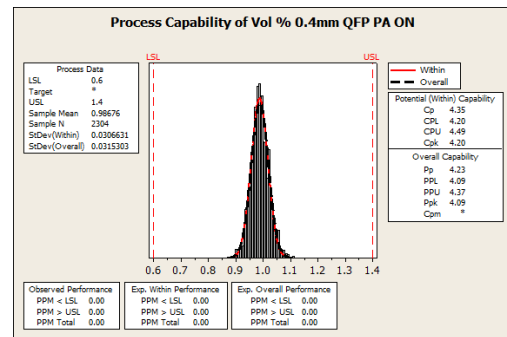 Process Capability of Vol % 0.4mm QFP PA ON
LSL
USL
Process Data
LSL 0.6
Target *
USL 1.4
Sample Mean 0.98676
Sample N 2304
StDev(Within) 0.0306631
StDev(Overall) 0.0315303
Within
Overall
Potential (Within) Capability
Cp 4.35
CPL 4.20
CPU 4.49
Cpk 4.20
Overall Capability
Pp 4.23
PPL 4.09
PPU 4.37
Ppk 4.09
Cpm *
0.6 0.7 0.8 0.9 1.0 1.1 1.2 1.3 1.4
Observed Performance
PPM < LSL 0.00
PPM > USL 0.00
PPM Total 0.00
Exp. Within Performance
PPM < LSL 0.00
PPM > USL 0.00
PPM Total 0.00
Exp. Overall Performance
PPM < LSL 0.00
PPM > USL 0.00
PPM Total 0.00